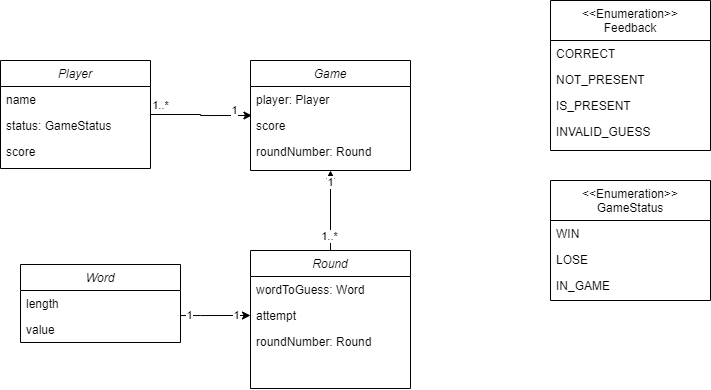 <<Enumeration>>
Feedback
CORRECT
NOT_PRESENT
IS_PRESENT
INVALID_GUESS
Player
name
status: GameStatus
score
1..*
1
Game
player: Player
score
roundNumber: Round
1
1..*
<<Enumeration>>
GameStatus
WIN
LOSE
IN_GAME
Word
length
value
1
1
Round
wordToGuess: Word
attempt
roundNumber: Round